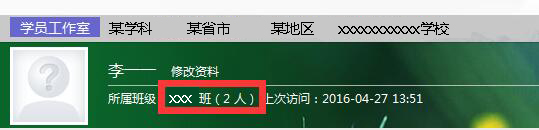 学员工作室 某学科 某省市 某地区 xxxxxxxxxxx学校
李一一 修改资料
所属班级 xxx 班（2 人） 上次访问：2016-04-27 13:51